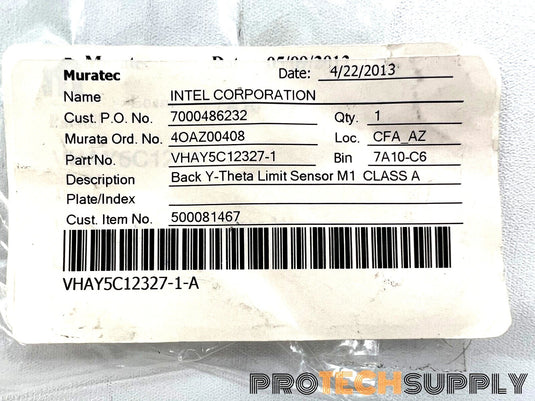 Muratec Date: 4/22/2013
Name INTEL CORPORATION
Cust. P.O. No. 7000486232 Qty. 1
Murata Ord. No. 4OAZ00408 Loc. CFA_AZ
Part No. VHAY5C12327-1 Bin 7A10-C6
Description Back Y-Theta Limit Sensor M1 CLASS A
Plate/Index
Cust. Item No. 500081467
VHAY5C12327-1-A
PROTECHSUPPLY